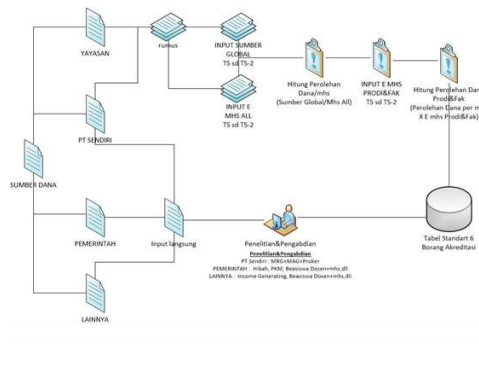 YAYASAN
rumus
INPUT SUMBER
GLOBAL
TS sd TS-2
INPUT E
MHS ALL
TS sd TS-2
Hitung Perolehan
Dana/mhs
(Sumber Global/Mhs All)
INPUT E MHS
PRODI&FAK
TS sd TS-2
Hitung Perolehan Dan
Prodi&Fak
(Perolehan Dana per m
X E mhs Prodi&Fak)
PT SENDIRI
SUMBER DANA
PEMERINTAH
Input langsung
Penelitian&Pengabdian
Penelitian&Pengabdian
PT Sendiri : MRG+MAG+Proker
PEMERINTAH : Hibah, PKM, Beasiswa Dosen+mhs,dll
LAINNYA : Income Generating, Beasiswa Dosen+mhs,dll
Tabel Standart 6
Borang Akreditasi
LAINNYA